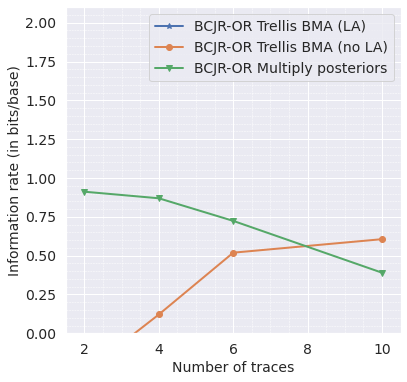 BCJR-OR Trellis BMA (LA)
BCJR-OR Trellis BMA (no LA)
BCJR-OR Multiply posteriors
Information rate (in bits/base)
2.00
1.75
1.50
1.25
1.00
0.75
0.50
0.25
0.00
2 4 6 8 10
Number of traces